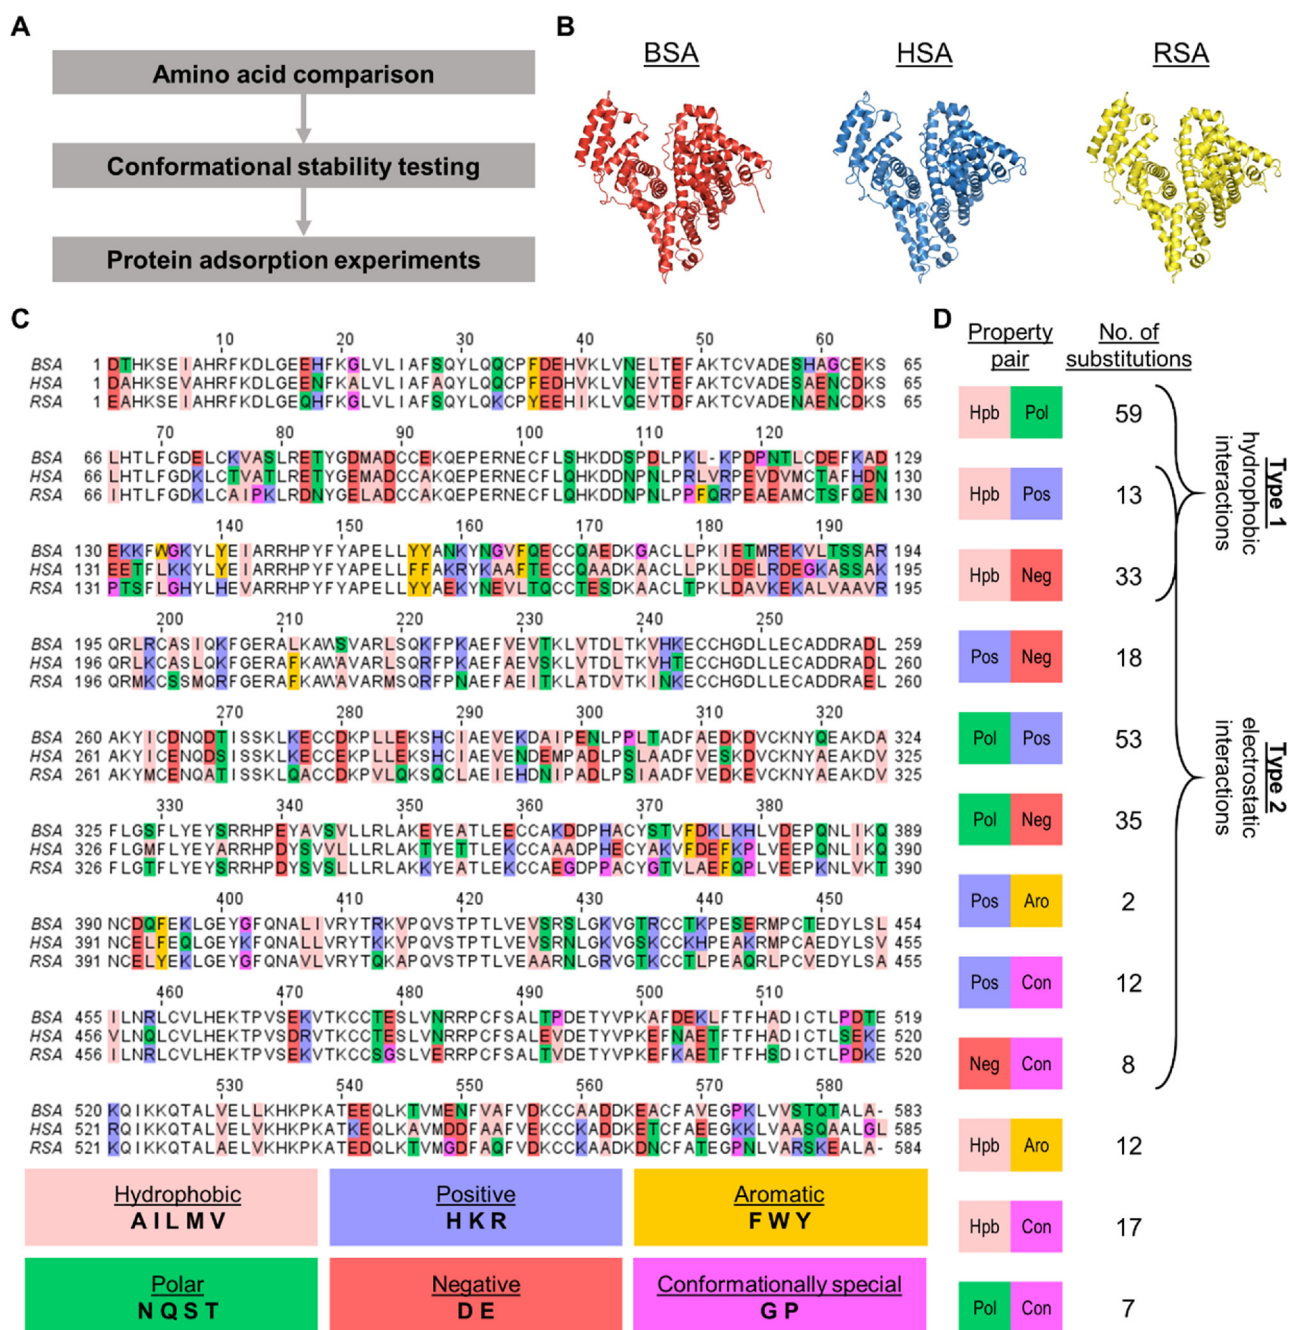 A
Amino acid comparison
Conformational stability testing
Protein adsorption experiments
B
BSA HSA RSA
C
10 20 30 40 50 60
BSA 1 DTHKSEIAHRFKDLGEEHFKGLVLIAFSQYLQQCPFDEHVKLVNELTEFAKTCVADESHAGCEKS 65
HSA 1 DAHKSEVAHRFKDLGEENFKALVLIAFAQYLQQCPFEDHVKLVNEVTEFAKTCVADESAENCDKS 65
RSA 1 EAHKSEIAHRFKDLGEQHFKGLVLIAFSQYLQKCPYEEHIKLVQEVTDFAKTCVADENAENCDKS 65
70 80 90 100 110 120
BSA 66 LHTLFGDELCKVASLRETYGDMADCCEKQEPERNECFLSHKDDSPDLPKL-KPDPNTLCDEFKAD 129
HSA 66 LHTLFGDKLCTVATLRETYGEMADCCAKQEPERNECFLQHKDDNPNLPRLVRPEVDVMCTAFHDN 130
RSA 66 IHTLFGDKLCAIPKLRDNYGELADCCAKQEPERNECFLQHKDDNPNLPPFQRPEAEAMCTSFQEN 130
140 150 160 170 180 190
BSA 130 EKKFWGKYLYEIARRHPYFYAPELLYYANKYNGVFQECCQAEDKGACLLPKIETMREKVLTSSAR 194
HSA 131 EETFLKKYLYEIARRHPYFYAPELLFFAKRYKAAFTECCQAADKAACLLPKLDELRDEGKASSAK 195
RSA 131 PTSFLGHYLHEVARRHPYFYAPELLYYAEKYNEVLTQCCTESDKAACLTPKLDAVKEKALVAAVR 195
200 210 220 230 240 250
BSA 195 QRLRCASIQKFGERALKAWSVARLSQKFPKAEFVEVTKLVTDLTKVHKECCHGDLLECADDRADL 259
HSA 196 QRLKCASLQKFGERAFKAWAVARLSQRFPKAEFAEVSKLVTDLTKVHTECCHGDLLECADDRADL 260
RSA 196 QRMKCSSMQRFGERAFKAWAVARMSQRFPNAEFAEITKLATDVTKINKECCHGDLLECADDRAEL 260
270 280 290 300 310 320
BSA 260 AKYICDNQDTISSKLKECCDKPLLEKSHCIAEVEKDAIPENLPPLTADFAEDKDVCKNYQEAKDA 324
HSA 261 AKYICENQDSISSKLKECCEKPLLEKSHCIAEVENDEMPADLPSLAADFVESKDVCKNYAEAKDV 325
RSA 261 AKYMCENQATISSKLQACCDKPVLQKSQCLAEIEHDNIPADLPSIAADFVEDKEVCKNYAEAKDV 325
330 340 350 360 370 380
BSA 325 FLGSFLYEYSRRHPEYAVSVLLRLAKEYEATLEECCAKDDPHACYSTVFDKLKHLVDEPQNLIKQ 389
HSA 326 FLGMFLYEYARRHPDYSVVLLLRLAKTYETTLEKCCAAADPHECYAKVFDEFKPLVEEPQNLIKQ 390
RSA 326 FLGTFLYEYSRRHPDYSVSLLLRLAKKYEATLEKCCAEGDPPACYGTVLAEFQPLVEEPKNLVKT 390
400 410 420 430 440 450
BSA 390 NCDQFEKLGEYGFQNALIVRYTRKVPQVSTPTLVEVSRSLGKVGTRCCTKPESERMPCTEDYLSL 454
HSA 391 NCELFEQLGEYKFQNALLVRYTKKVPQVSTPTLVEVSRNLGKVGSKCCKHPEAKRMPCAEDYLSV 455
RSA 391 NCELYEKLGEYGFQNAVLVRYTQKAPQVSTPTLVEAARNLGRVGTKCCTLPEAQRLPCVEDYLSA 455
460 470 480 490 500 510
BSA 455 ILNRLCVLHEKTPVSEKVTKCCTESLVNRRPCFSALTPDETYVPKAFDEKLFTFHADICTLPDTE 519
HSA 456 VLNQLCVLHEKTPVSDRVTKCCTESLVNRRPCFSALEVDETYVPKEFNAETFTFHADICTLSEKE 520
RSA 456 ILNRLCVLHEKTPVSEKVTKCCSGSLVERRPCFSALTVDETYVPKEFKAETFTFHSDICTLPDKE 520
530 540 550 560 570 580
BSA 520 KQIKKQTALVELLKHKPKATEEQLKTVMENFVAFVDKCCAADDKEACFAVEGPKLVVSTQTALA- 583
HSA 521 RQIKKQTALVELVKHKPKATKEQLKAVMDDFAAFVEKCCKADDKETCFAEEGKKLVAASQAALGL 585
RSA 521 KQIKKQTALAELVKHKPKATEDQLKTVMGDFAQFVDKCCKAADKDNCFATEGPNLVARSKEALA- 584
Hydrophobic
A I L M V
Positive
H K R
Aromatic
F W Y
Polar
N Q S T
Negative
D E
Conformationally special
G P
D
Property pair
No. of substitutions
Hpb Pol 59
Hpb Pos 13
Hpb Neg 33
Pos Neg 18
Pol Pos 53
Pol Neg 35
Pos Aro 2
Pos Con 12
Neg Con 8
Hpb Aro 12
Hpb Con 17
Pol Con 7
Type 1
hydrophobic
interactions
Type 2
electrostatic
interactions